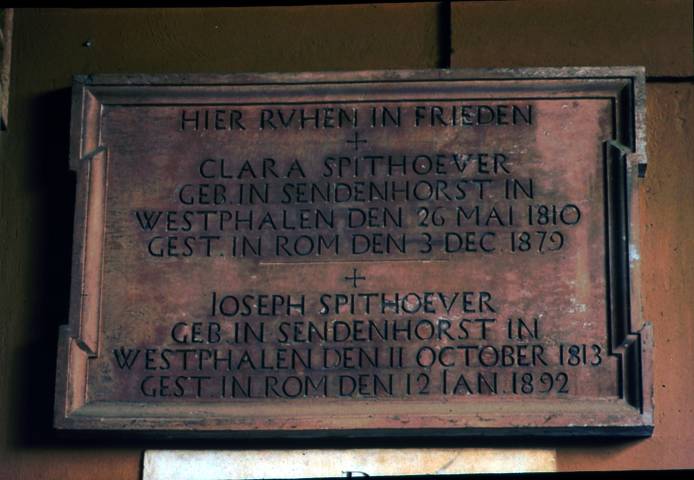 HIER RVHEN IN FRIEDEN
+
CLARA SPITHOEVER
GEB. IN SENDENHORST IN
WESTPHALEN DEN 26 MAI 1810
GEST. IN ROM DEN 3 DEC. 1879
+
IOSEPH SPITHOEVER
GEB IN SENDENHORST IN
WESTPHALEN DEN 11 OCTOBER 1813
GEST. IN ROM DEN 12 IAN. 1892